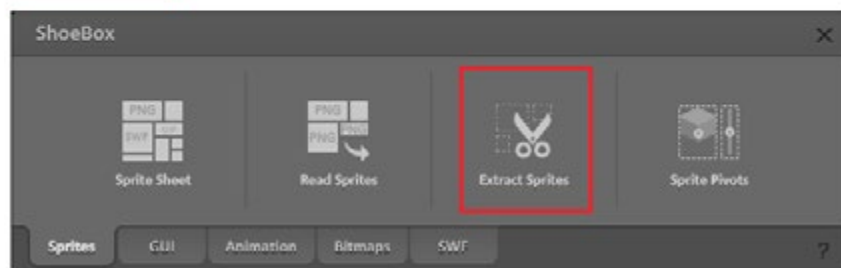 ShoeBox
PNG
SWF
PNG
PNG
Sprite Sheet
Read Sprites
Extract Sprites
Sprite Pivots
Sprites
GUI
Animation
Bitmaps
SWF
?